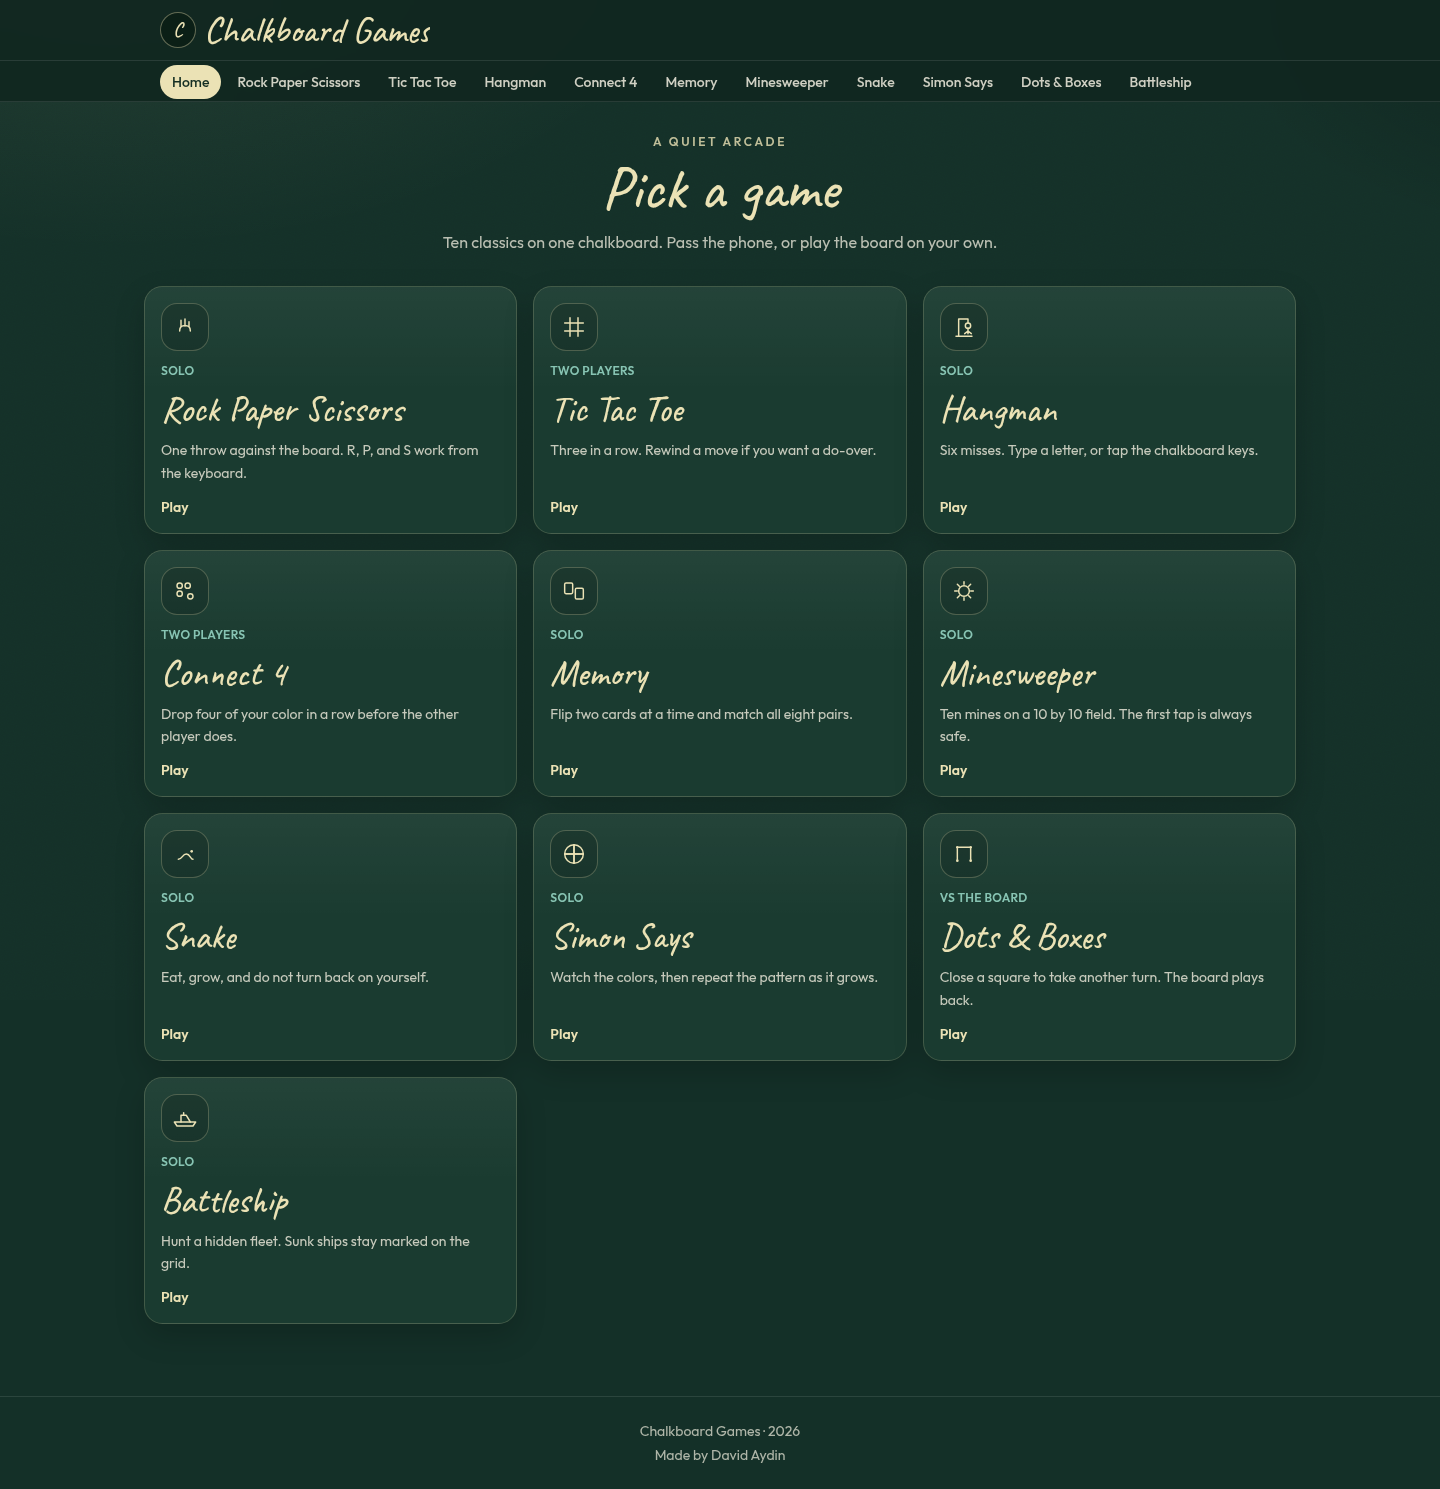 C Chalkboard Games
Home Rock Paper Scissors Tic Tac Toe Hangman Connect 4 Memory Minesweeper Snake Simon Says Dots & Boxes Battleship
A QUIET ARCADE
Pick a game
Ten classics on one chalkboard. Pass the phone, or play the board on your own.
SOLO
Rock Paper Scissors
One throw against the board. R, P, and S work from
the keyboard.
Play
TWO PLAYERS
Tic Tac Toe
Three in a row. Rewind a move if you want a do-over.
Play
SOLO
Hangman
Six misses. Type a letter, or tap the chalkboard keys.
Play
TWO PLAYERS
Connect 4
Drop four of your color in a row before the other
player does.
Play
SOLO
Memory
Flip two cards at a time and match all eight pairs.
Play
SOLO
Minesweeper
Ten mines on a 10 by 10 field. The first tap is always
safe.
Play
SOLO
Snake
Eat, grow, and do not turn back on yourself.
Play
SOLO
Simon Says
Watch the colors, then repeat the pattern as it grows.
Play
VS THE BOARD
Dots & Boxes
Close a square to take another turn. The board plays
back.
Play
SOLO
Battleship
Hunt a hidden fleet. Sunk ships stay marked on the
grid.
Play
Chalkboard Games · 2026
Made by David Aydin